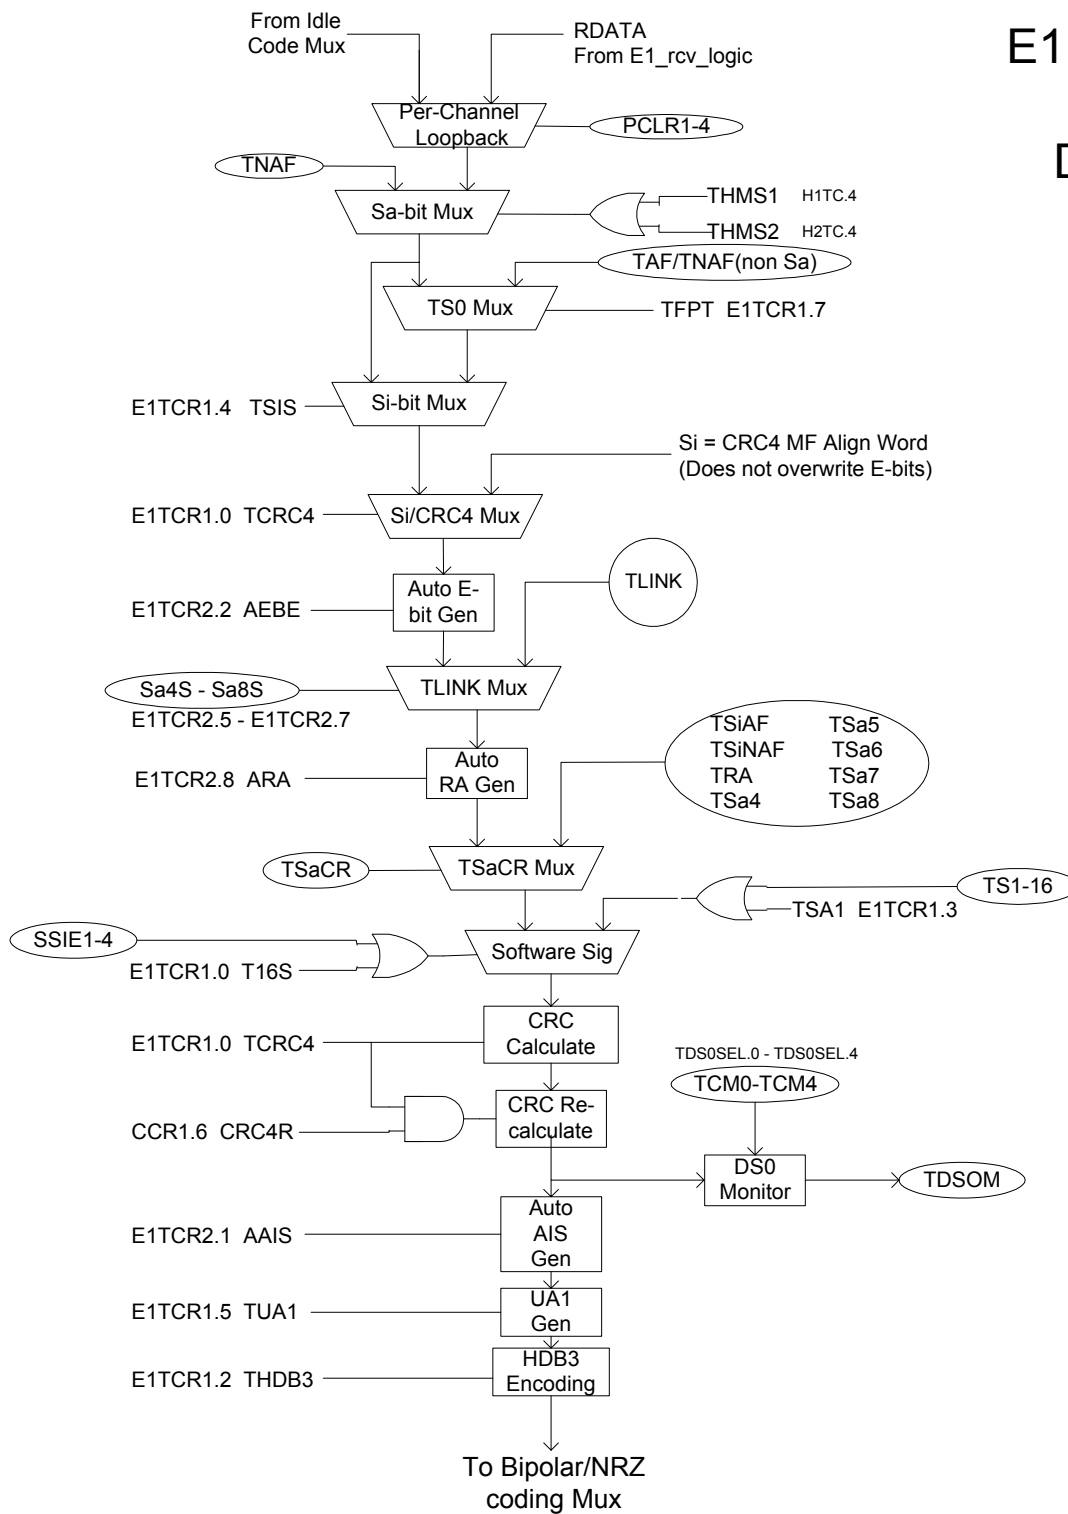 From Idle
Code Mux
RDATA
From E1_rcv_logic
E1
D
Per-Channel
Loopback
PCLR1-4
TNAF
Sa-bit Mux
THMS1 H1TC.4
THMS2 H2TC.4
TAF/TNAF(non Sa)
TS0 Mux
TFPT E1TCR1.7
E1TCR1.4 TSIS
Si-bit Mux
Si = CRC4 MF Align Word
(Does not overwrite E-bits)
E1TCR1.0 TCRC4
Si/CRC4 Mux
TLINK
Auto E-
bit Gen
E1TCR2.2 AEBE
Sa4S - Sa8S
TLINK Mux
E1TCR2.5 - E1TCR2.7
TSiAF TSa5
TSiNAF TSa6
TRA TSa7
TSa4 TSa8
Auto
RA Gen
E1TCR2.8 ARA
TSaCR
TSaCR Mux
TS1-16
TSA1 E1TCR1.3
SSIE1-4
Software Sig
E1TCR1.0 T16S
CRC
Calculate
E1TCR1.0 TCRC4
TDS0SEL.0 - TDS0SEL.4
TCM0-TCM4
CRC Re-
calculate
CCR1.6 CRC4R
DS0
Monitor
TDSOM
Auto
AIS
Gen
E1TCR2.1 AAIS
UA1
Gen
E1TCR1.5 TUA1
HDB3
Encoding
E1TCR1.2 THDB3
To Bipolar/NRZ
coding Mux